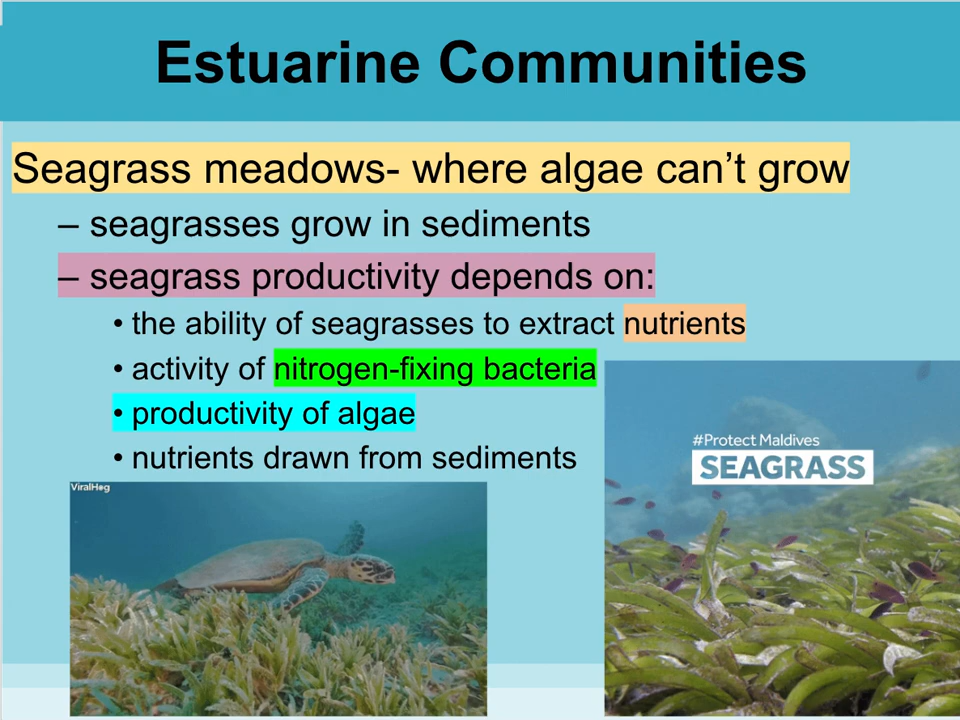 Estuarine Communities
Seagrass meadows- where algae can’t grow
– seagrasses grow in sediments
– seagrass productivity depends on:
• the ability of seagrasses to extract nutrients
• activity of nitrogen-fixing bacteria
• productivity of algae
• nutrients drawn from sediments
#Protect Maldives
SEAGRASS
ViralHog